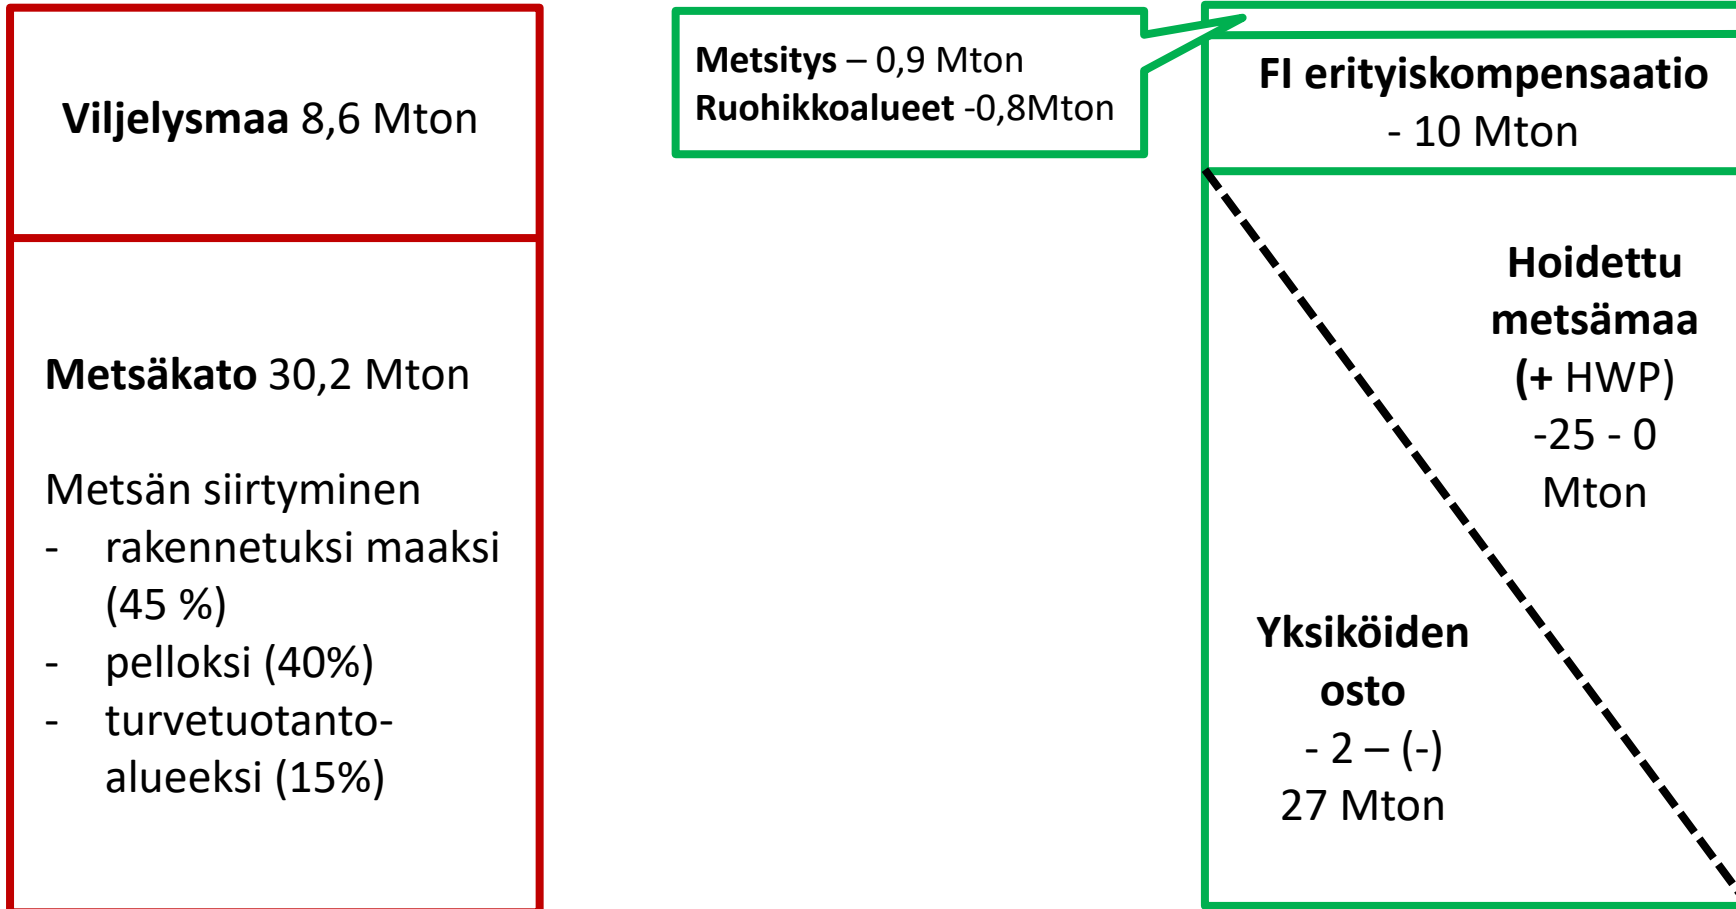 Viljelysmaa 8,6 Mton
Metsäkato 30,2 Mton
Metsän siirtyminen
- rakennetuksi maaksi
(45 %)
- pelloksi (40%)
- turvetuotanto-
alueeksi (15%)
Metsitys – 0,9 Mton
Ruohikkoalueet -0,8Mton
FI erityiskompensaatio
- 10 Mton
Hoidettu
metsämaa
(+ HWP)
-25 - 0
Mton
Yksiköiden
osto
- 2 – (-)
27 Mton